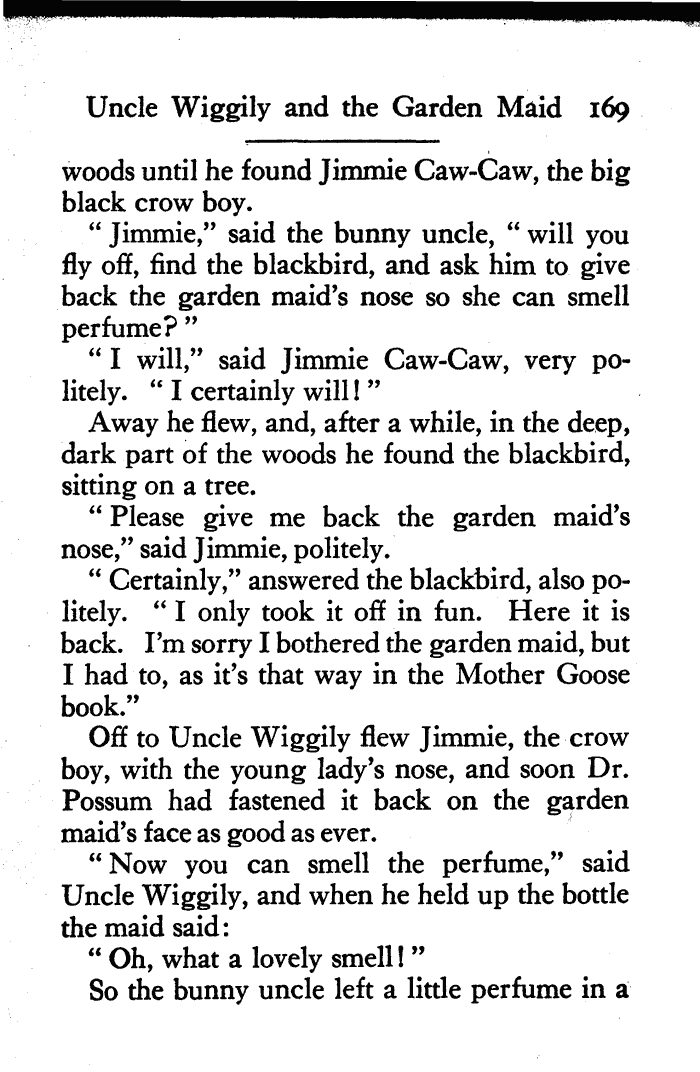 Uncle Wiggily and the Garden Maid 169
woods until he found Jimmie Caw-Caw, the big
black crow boy.
“ Jimmie,” said the bunny uncle, “ will you
fly off, find the blackbird, and ask him to give
back the garden maid's nose so she can smell
perfume? ”
“ I will,” said Jimmie Caw-Caw, very po-
litely. “ I certainly will! ”
Away he flew, and, after a while, in the deep,
dark part of the woods he found the blackbird,
sitting on a tree.
“ Please give me back the garden maid's
nose,” said Jimmie, politely.
“ Certainly,” answered the blackbird, also po-
litely. “ I only took it off in fun. Here it is
back. I'm sorry I bothered the garden maid, but
I had to, as it's that way in the Mother Goose
book.”
Off to Uncle Wiggily flew Jimmie, the crow
boy, with the young lady's nose, and soon Dr.
Possum had fastened it back on the garden
maid's face as good as ever.
“ Now you can smell the perfume,” said
Uncle Wiggily, and when he held up the bottle
the maid said:
“ Oh, what a lovely smell! ”
So the bunny uncle left a little perfume in a